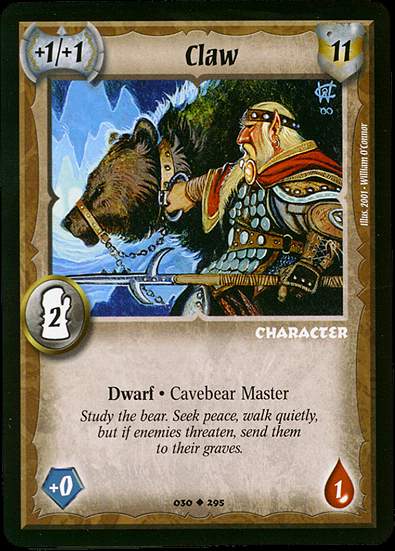 +1/+1
Claw
11
00
Illus. 2001 • William O'Connor
2
CHARACTER
Dwarf • Cavebear Master
Study the bear. Seek peace, walk quietly,
but if enemies threaten, send them
to their graves.
+0
030 ◆ 295
1